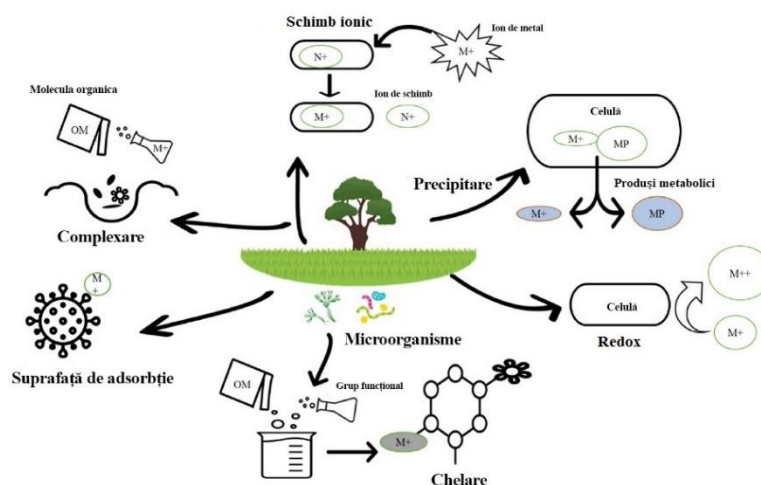 Schimb ionic
Ion de metal
N+
M+
Ion de schimb
M+
N+
Molecula organica
OM
M+
Complexare
Precipitare
Celulă
M+
MP
Produși metabolici
M+
MP
M
+
Suprafață de adsorbție
Microorganisme
Celulă
M++
M+
Redox
OM
Grup funcțional
M+
Chelare